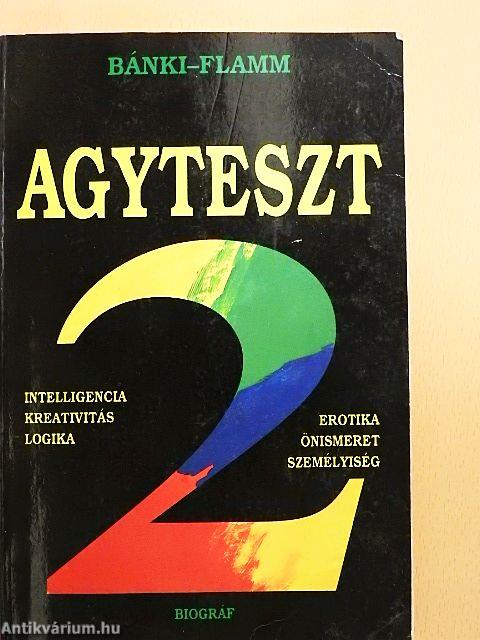 BÁNKI–FLAMM
AGYTESZT
2
INTELLIGENCIA
KREATIVITÁS
LOGIKA
EROTIKA
ÖNISMERET
SZEMÉLYISÉG
BIOGRÁF
Antikvárium.hu